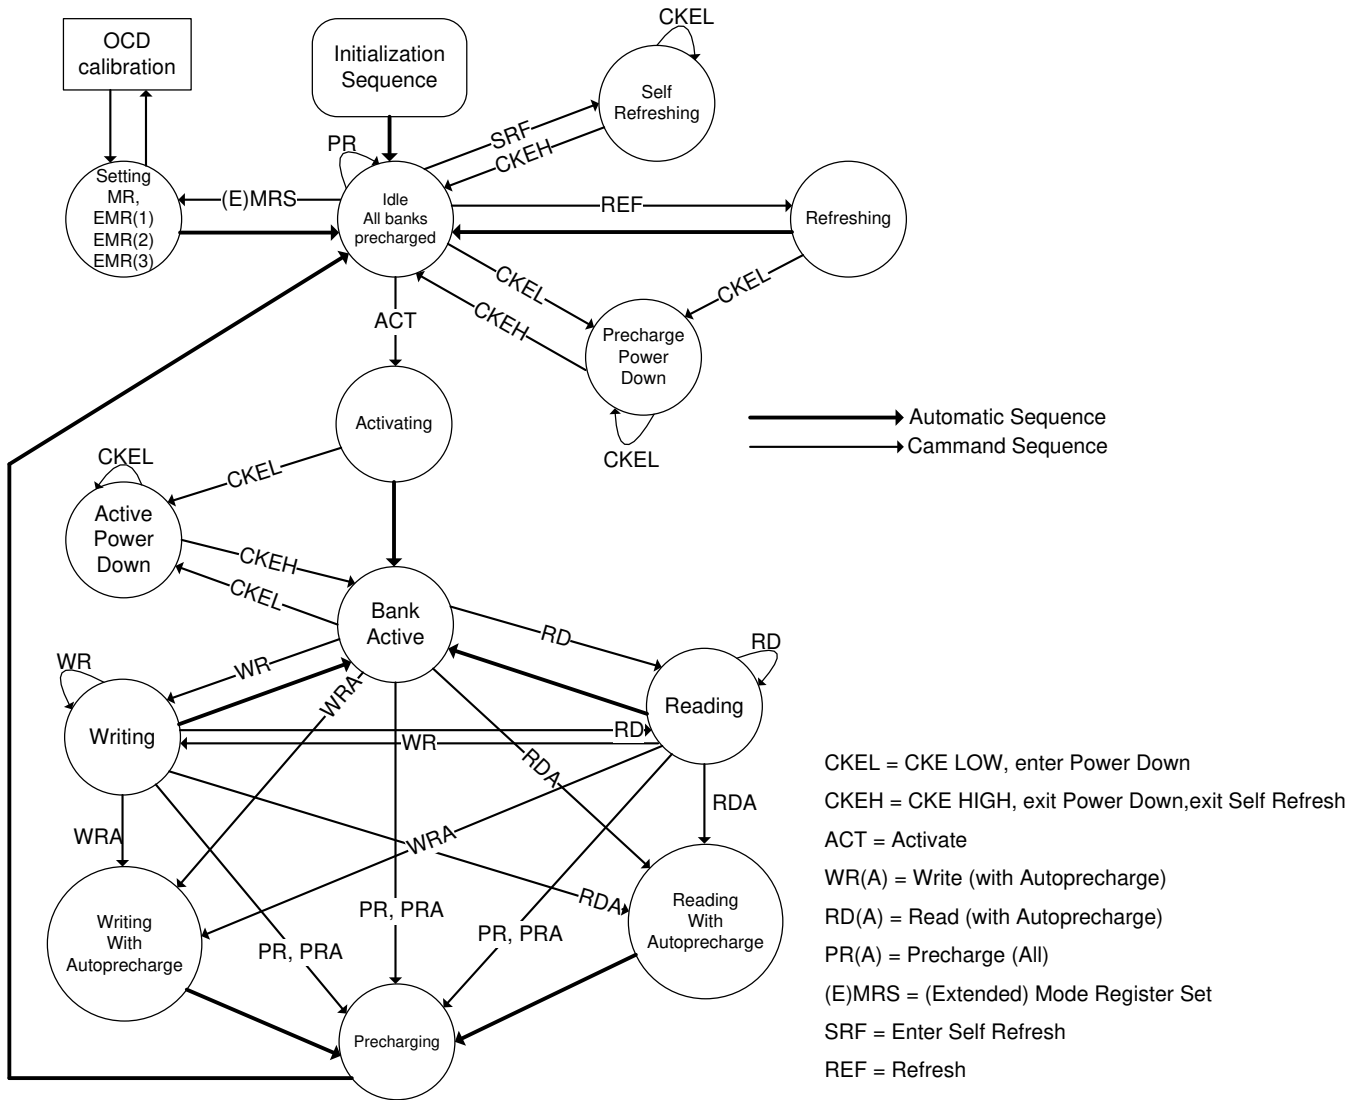 OCD
calibration
Initialization
Sequence
CKEL
Self
Refreshing
SRF
CKEH
PR
Setting
MR,
EMR(1)
EMR(2)
EMR(3)
(E)MRS
Idle
All banks
precharged
REF
Refreshing
CKEL
CKEH
CKEL
Precharge
Power
Down
CKEL
ACT
Activating
Automatic Sequence
Cammand Sequence
CKEL
CKEL
Active
Power
Down
CKEH
CKEL
Bank
Active
RD
RD
WR
WR
WRA
Reading
Writing
RD
WR
RDA
RDA
WRA
WRA
RDA
PR, PRA
PR, PRA
PR, PRA
Writing
With
Autoprecharge
Reading
With
Autoprecharge
Precharging
CKEL = CKE LOW, enter Power Down
CKEH = CKE HIGH, exit Power Down,exit Self Refresh
ACT = Activate
WR(A) = Write (with Autoprecharge)
RD(A) = Read (with Autoprecharge)
PR(A) = Precharge (All)
(E)MRS = (Extended) Mode Register Set
SRF = Enter Self Refresh
REF = Refresh